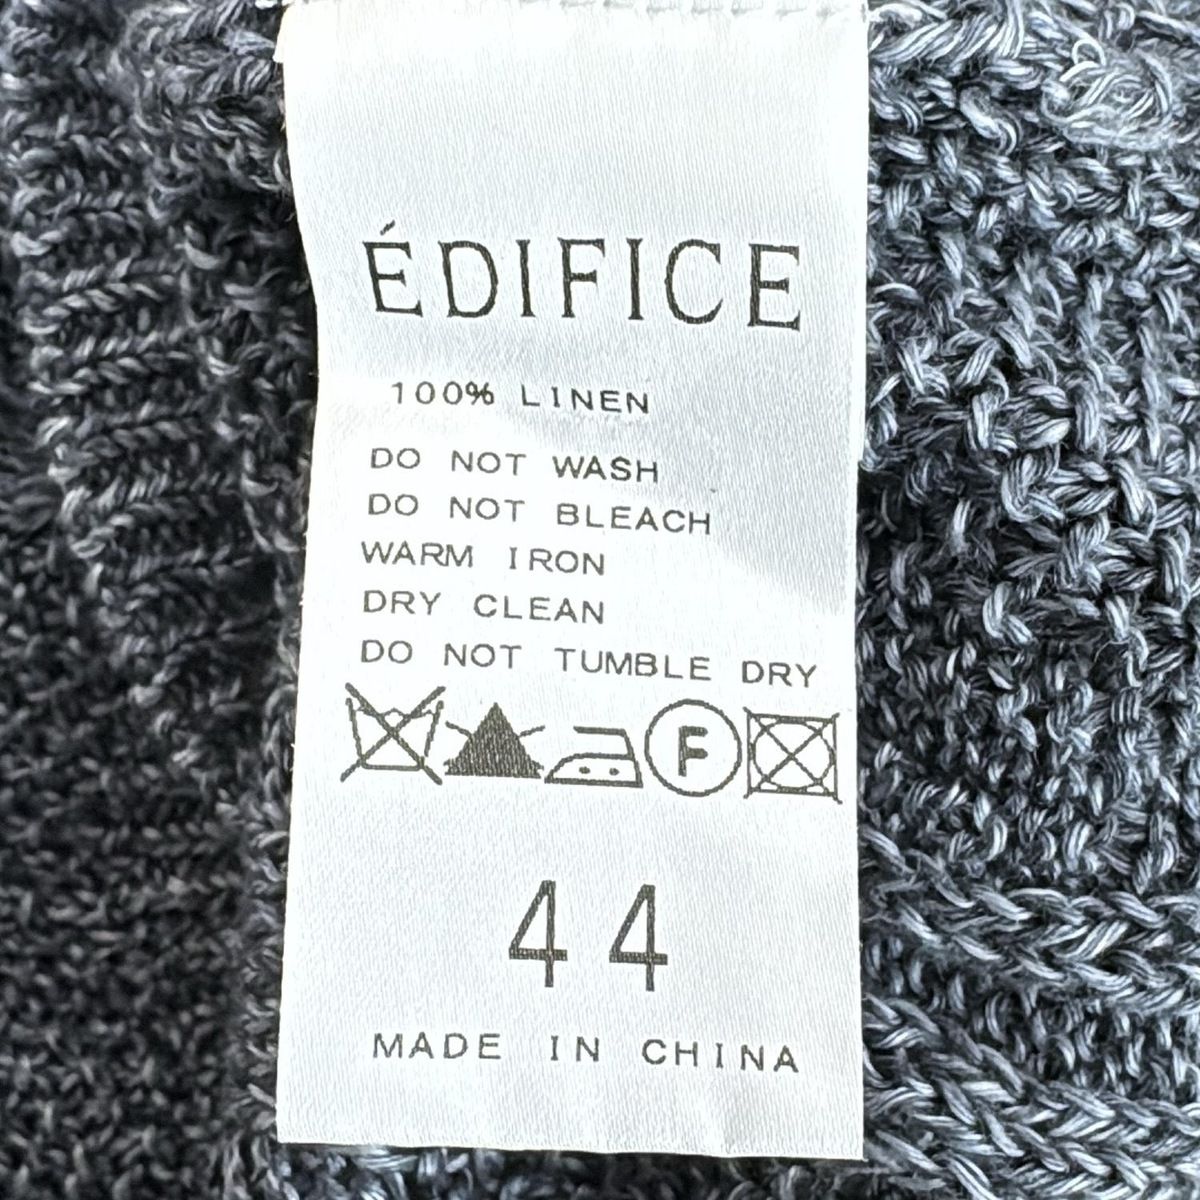 ÉDIFICE
100% LINEN
DO NOT WASH
DO NOT BLEACH
WARM IRON
DRY CLEAN
DO NOT TUMBLE DRY
F
44
MADE IN CHINA